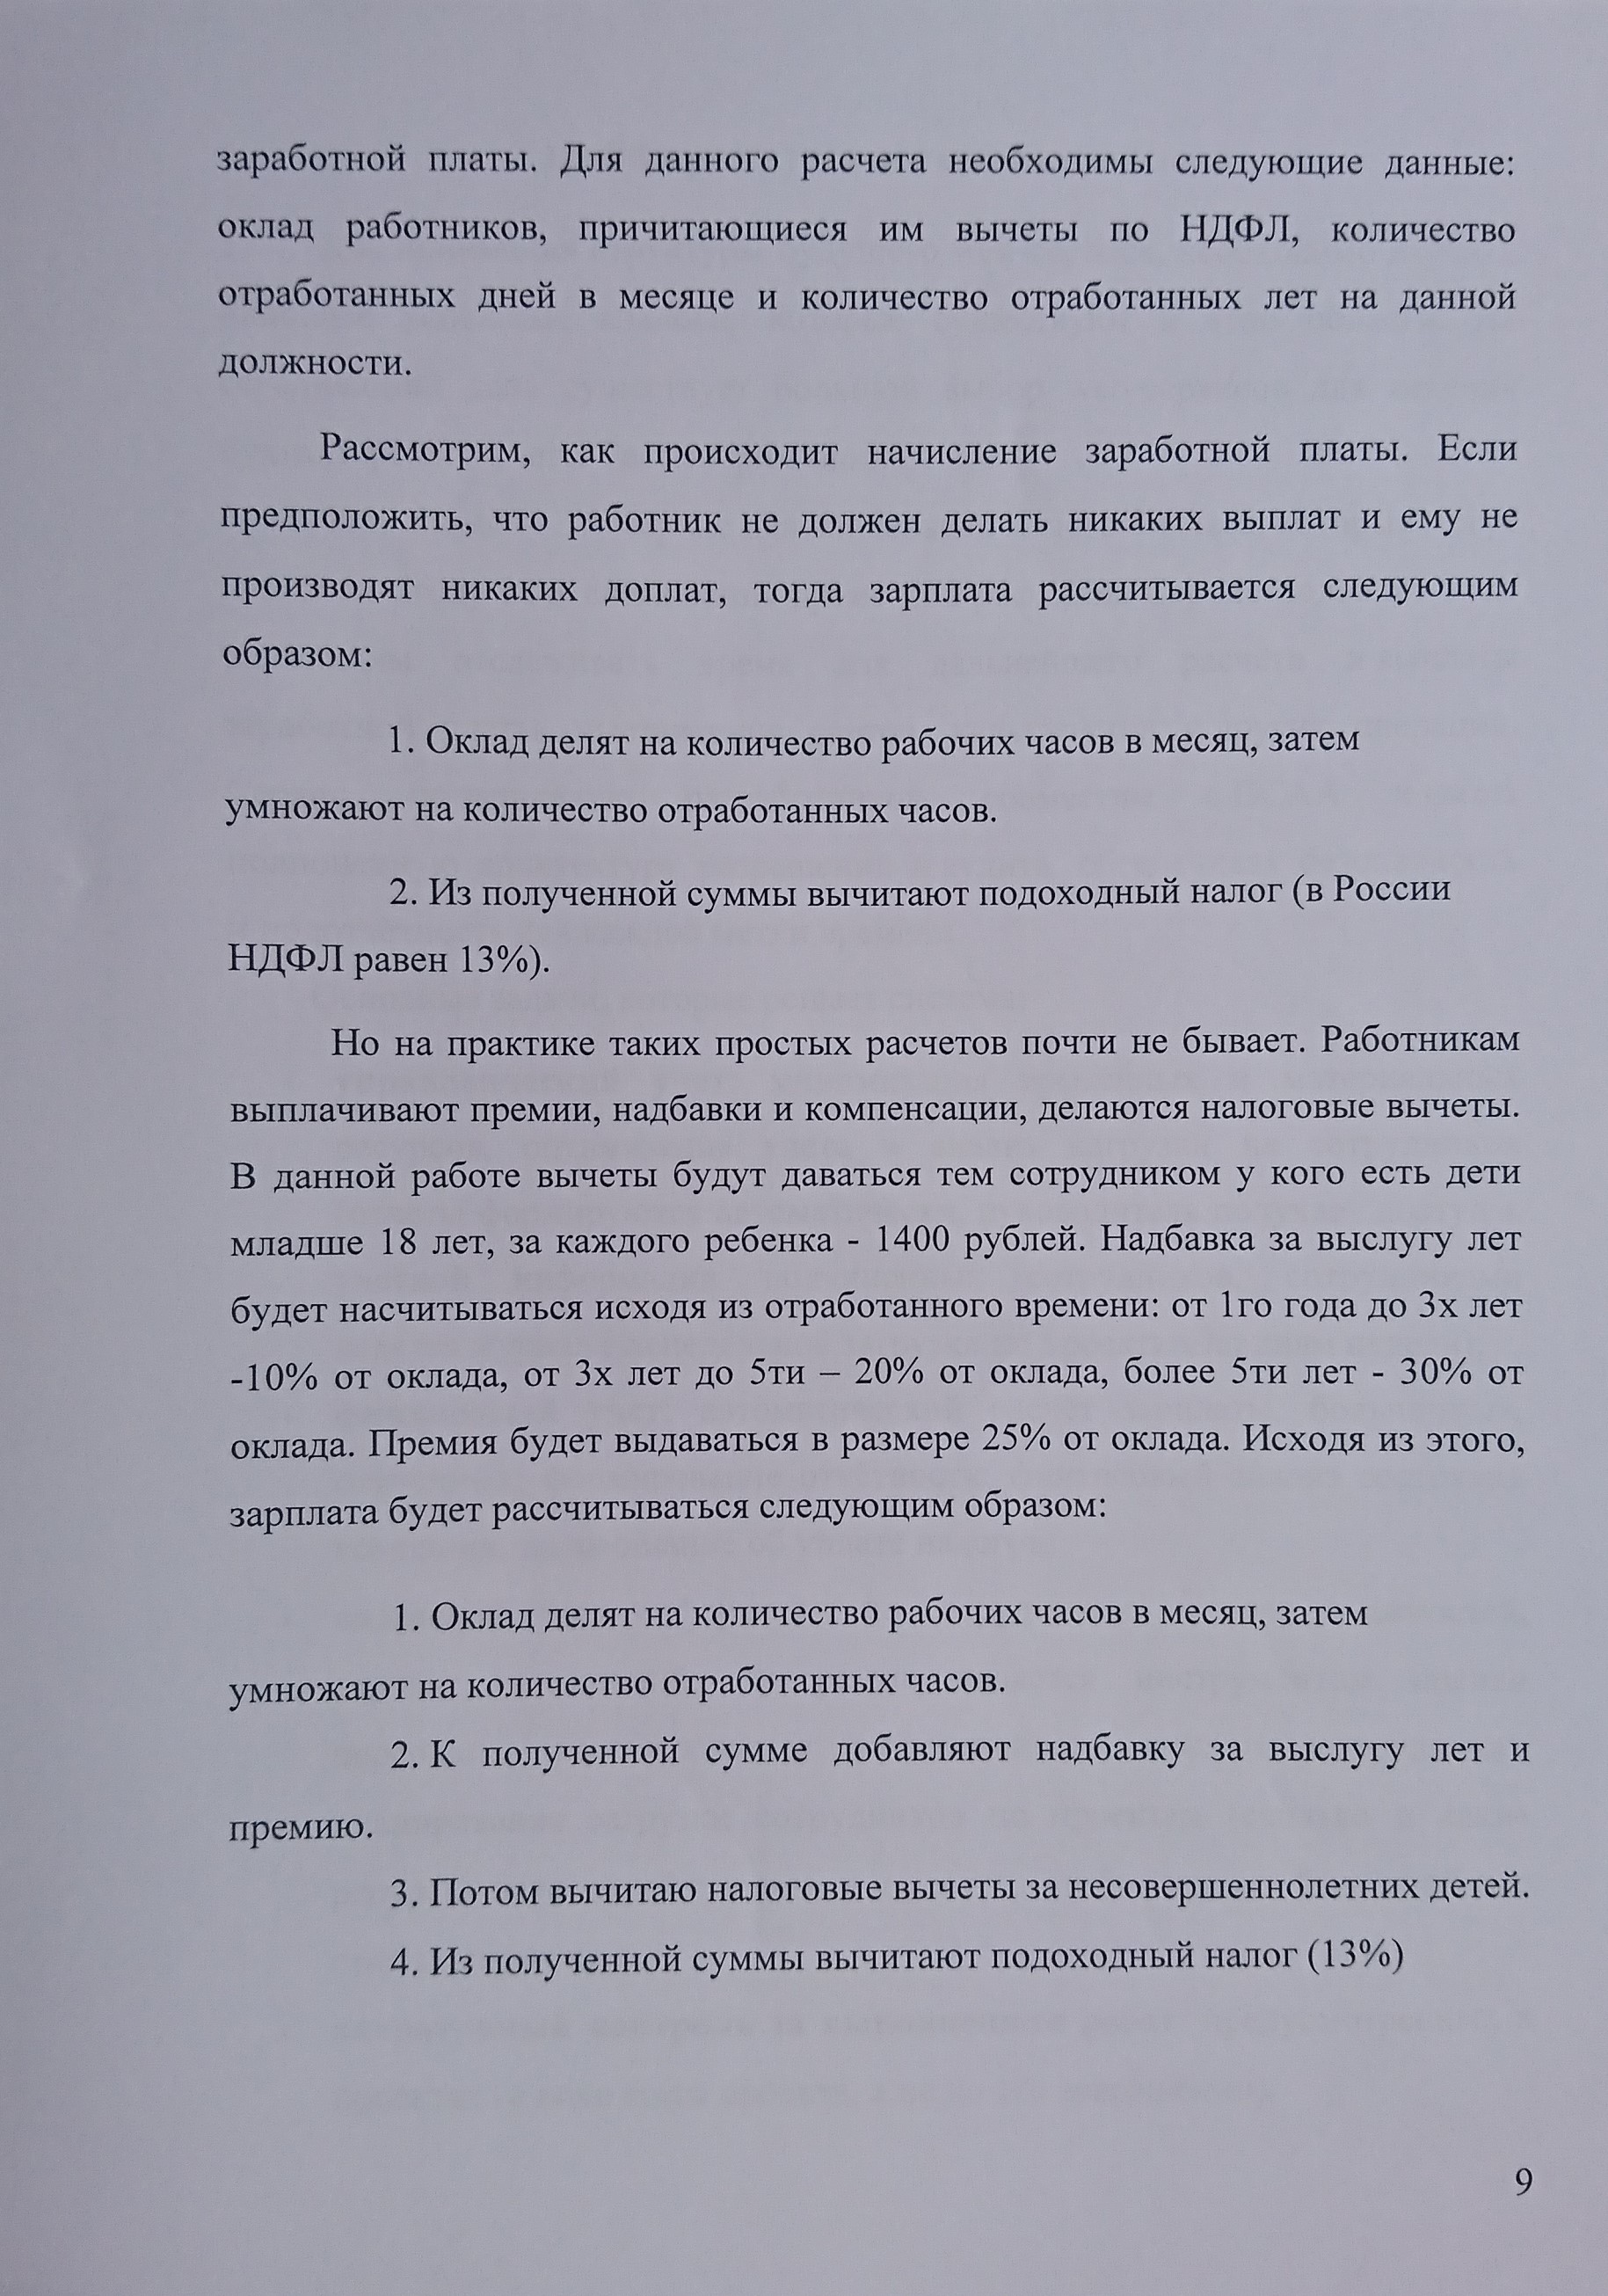 заработной платы. Для данного расчета необходимы следующие данные:
оклад работников, причитающиеся им вычеты по НДФЛ, количество
отработанных дней в месяце и количество отработанных лет на данной
должности.
Рассмотрим, как происходит начисление заработной платы. Если
предположить, что работник не должен делать никаких выплат и ему не
производят никаких доплат, тогда зарплата рассчитывается следующим
образом:
1. Оклад делят на количество рабочих часов в месяц, затем
умножают на количество отработанных часов.
2. Из полученной суммы вычитают подоходный налог (в России
НДФЛ равен 13%).
Но на практике таких простых расчетов почти не бывает. Работникам
выплачивают премии, надбавки и компенсации, делаются налоговые вычеты.
В данной работе вычеты будут даваться тем сотрудником у кого есть дети
младше 18 лет, за каждого ребенка - 1400 рублей. Надбавка за выслугу лет
будет насчитываться исходя из отработанного времени: от 1го года до 3х лет
-10% от оклада, от 3х лет до 5ти – 20% от оклада, более 5ти лет - 30% от
оклада. Премия будет выдаваться в размере 25% от оклада. Исходя из этого,
зарплата будет рассчитываться следующим образом:
1. Оклад делят на количество рабочих часов в месяц, затем
умножают на количество отработанных часов.
2. К полученной сумме добавляют надбавку за выслугу лет и
премию.
3. Потом вычитаю налоговые вычеты за несовершеннолетних детей.
4. Из полученной суммы вычитают подоходный налог (13%)
9